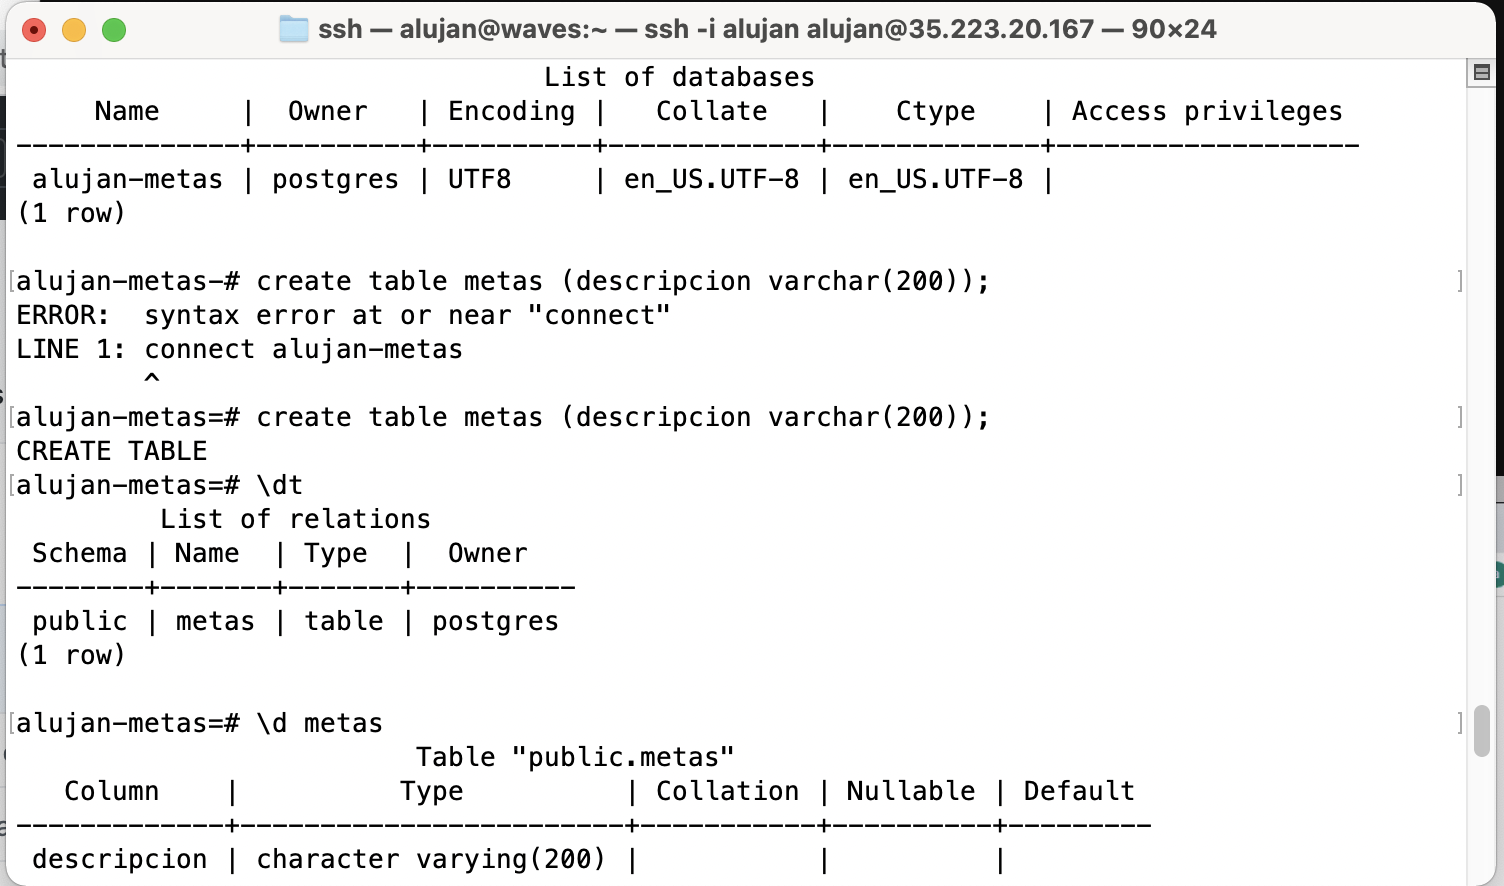 ssh — alujan@waves:~ — ssh -i alujan alujan@35.223.20.167 — 90×24
List of databases
Name | Owner | Encoding | Collate | Ctype | Access privileges
--------------+----------+----------+-------------+-------------+-------------------
alujan-metas | postgres | UTF8 | en_US.UTF-8 | en_US.UTF-8 |
(1 row)
[alujan-metas-# create table metas (descripcion varchar(200)); ]
ERROR: syntax error at or near "connect"
LINE 1: connect alujan-metas
^
[alujan-metas=# create table metas (descripcion varchar(200)); ]
CREATE TABLE
[alujan-metas=# \dt ]
List of relations
Schema | Name | Type | Owner
--------+-------+-------+----------
public | metas | table | postgres
(1 row)
[alujan-metas=# \d metas ]
Table "public.metas"
Column | Type | Collation | Nullable | Default
-------------+------------------------+-----------+----------+---------
descripcion | character varying(200) | | |